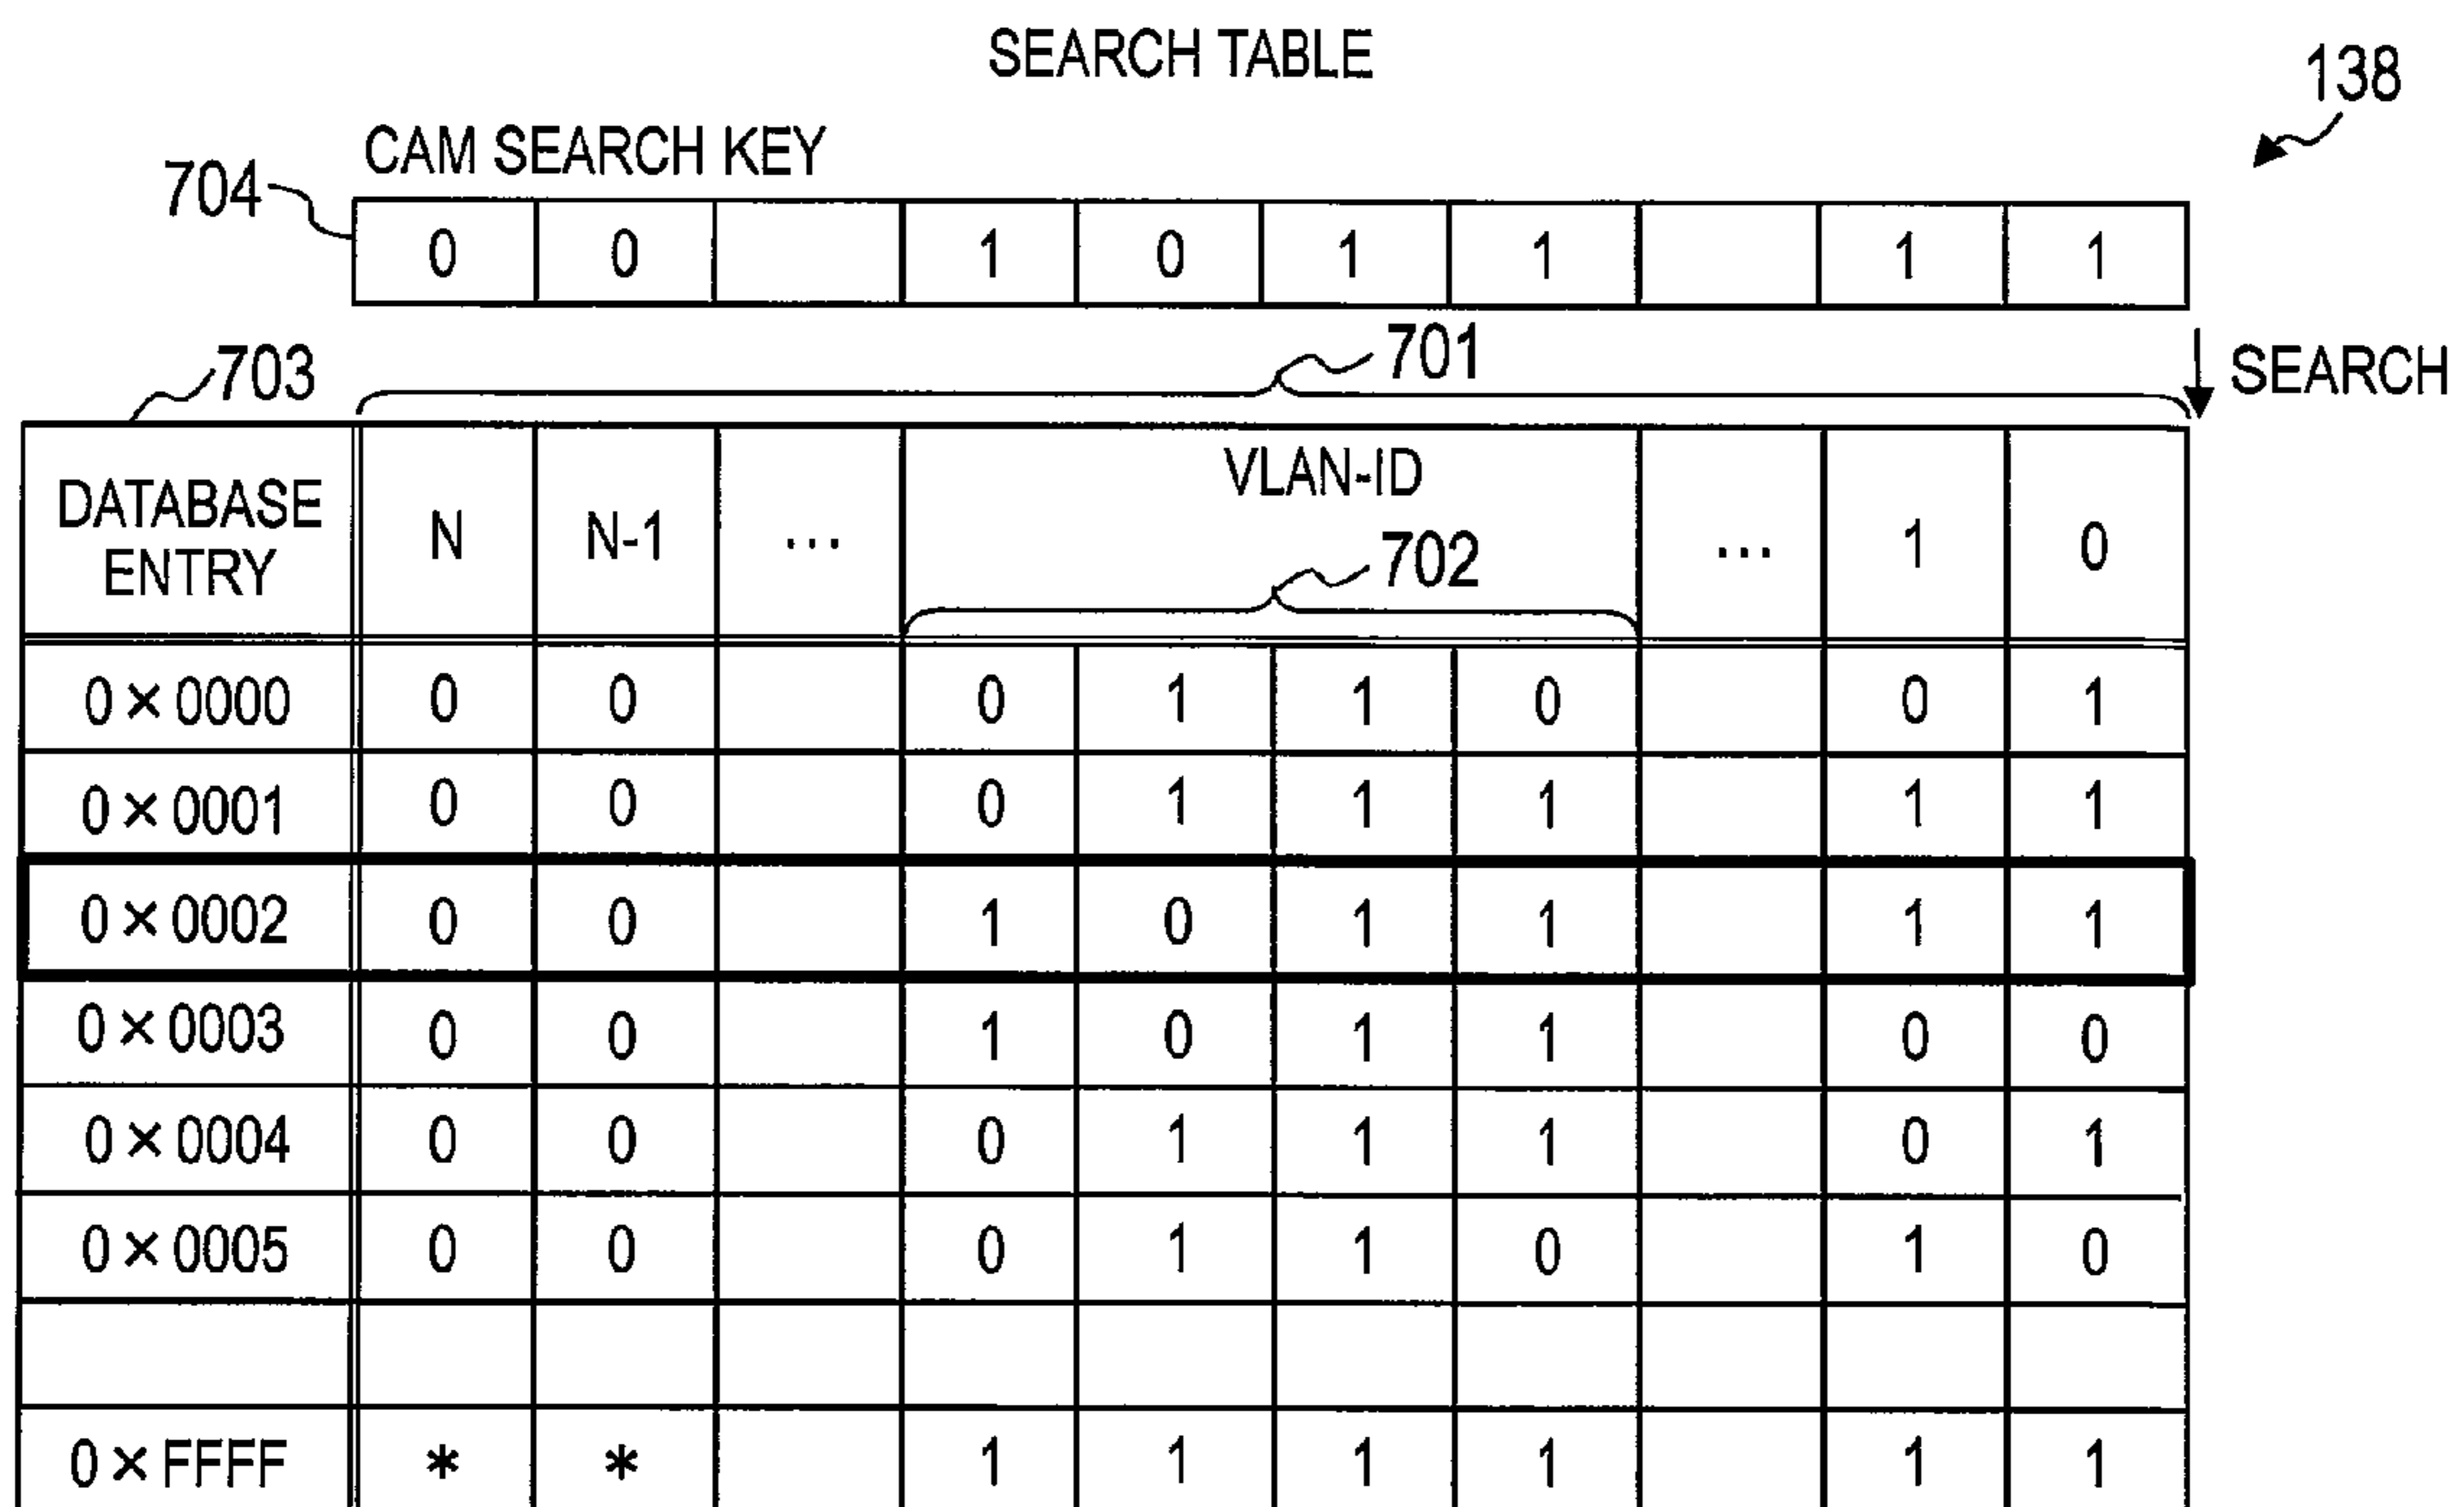 SEARCH TABLE
138
CAM SEARCH KEY
704
0 0 1 0 1 1 1 1
701
703
SEARCH
DATABASE ENTRY N N-1 ... VLAN-ID ... 1 0
702
0×0000 0 0 0 1 1 0 0 1
0×0001 0 0 0 1 1 1 1 1
0×0002 0 0 1 0 1 1 1 1
0×0003 0 0 1 0 1 1 0 0
0×0004 0 0 0 1 1 1 0 1
0×0005 0 0 0 1 1 0 1 0
0×FFFF * * 1 1 1 1 1 1